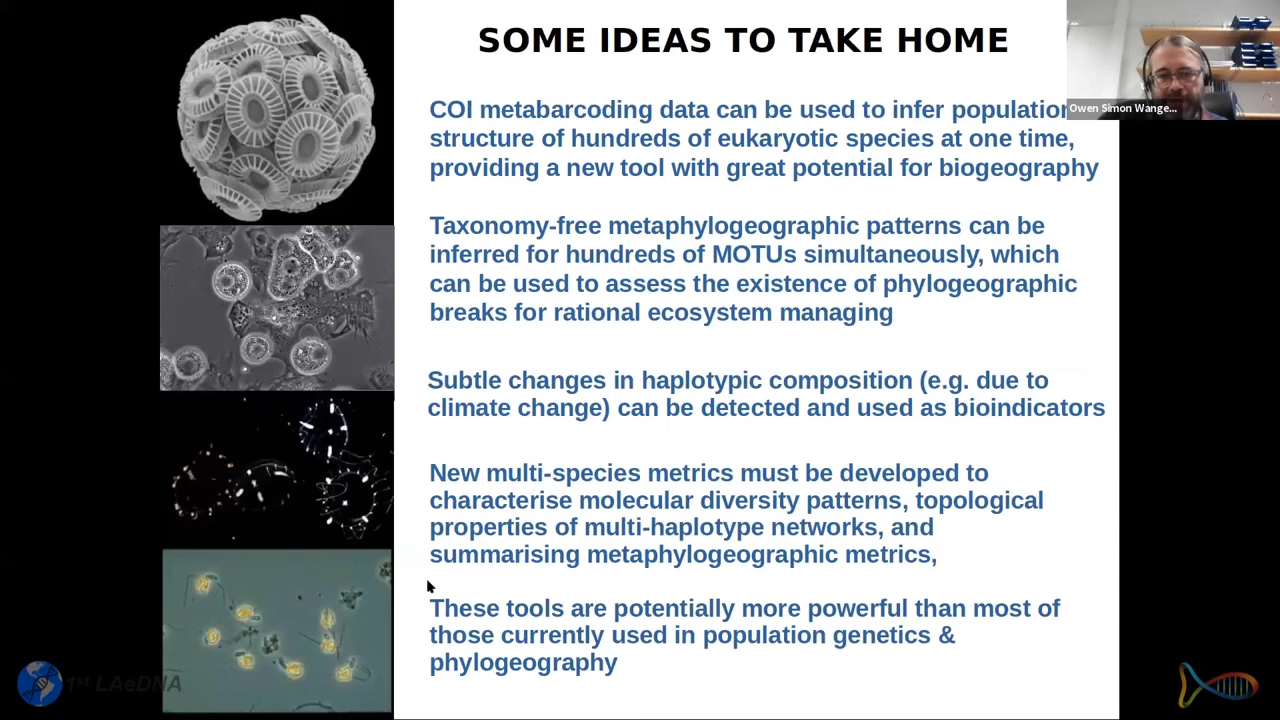 SOME IDEAS TO TAKE HOME
Owen Simon Wange...
COI metabarcoding data can be used to infer population
structure of hundreds of eukaryotic species at one time,
providing a new tool with great potential for biogeography
Taxonomy-free metaphylogeographic patterns can be
inferred for hundreds of MOTUs simultaneously, which
can be used to assess the existence of phylogeographic
breaks for rational ecosystem managing
Subtle changes in haplotypic composition (e.g. due to
climate change) can be detected and used as bioindicators
New multi-species metrics must be developed to
characterise molecular diversity patterns, topological
properties of multi-haplotype networks, and
summarising metaphylogeographic metrics,
These tools are potentially more powerful than most of
those currently used in population genetics &
phylogeography
1st LAeDNA